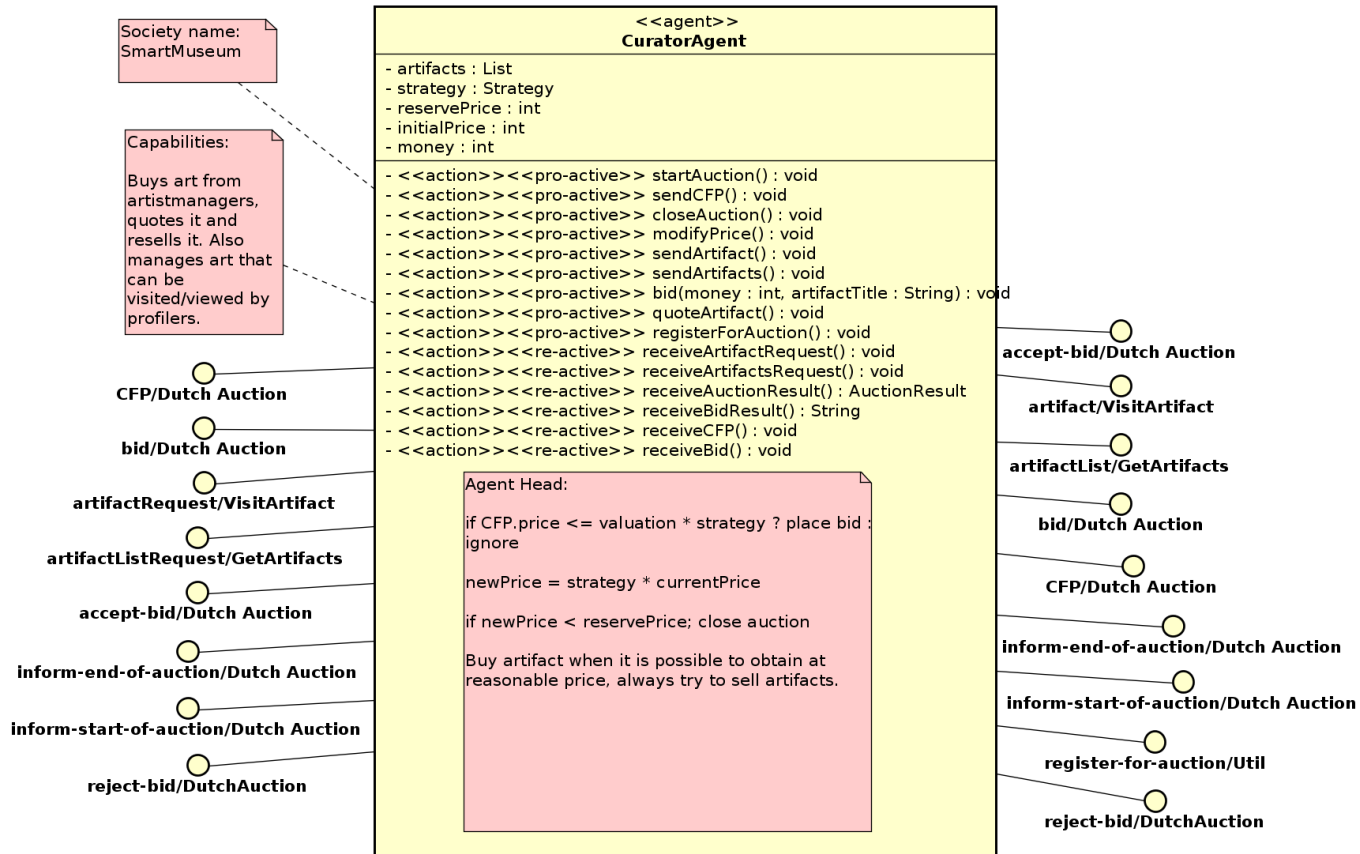 Society name:
SmartMuseum
Capabilities:
Buys art from
artistmanagers,
quotes it and
resells it. Also
manages art that
can be
visited/viewed by
profilers.
<<agent>>
CuratorAgent
- artifacts : List
- strategy : Strategy
- reservePrice : int
- initialPrice : int
- money : int
- <<action>><<pro-active>> startAuction() : void
- <<action>><<pro-active>> sendCFP() : void
- <<action>><<pro-active>> closeAuction() : void
- <<action>><<pro-active>> modifyPrice() : void
- <<action>><<pro-active>> sendArtifact() : void
- <<action>><<pro-active>> sendArtifacts() : void
- <<action>><<pro-active>> bid(money : int, artifactTitle : String) : void
- <<action>><<pro-active>> quoteArtifact() : void
- <<action>><<pro-active>> registerForAuction() : void
- <<action>><<re-active>> receiveArtifactRequest() : void
- <<action>><<re-active>> receiveArtifactsRequest() : void
- <<action>><<re-active>> receiveAuctionResult() : AuctionResult
- <<action>><<re-active>> receiveBidResult() : String
- <<action>><<re-active>> receiveCFP() : void
- <<action>><<re-active>> receiveBid() : void
Agent Head:
if CFP.price <= valuation * strategy ? place bid :
ignore
newPrice = strategy * currentPrice
if newPrice < reservePrice; close auction
Buy artifact when it is possible to obtain at
reasonable price, always try to sell artifacts.
CFP/Dutch Auction
bid/Dutch Auction
artifactRequest/VisitArtifact
artifactListRequest/GetArtifacts
accept-bid/Dutch Auction
inform-end-of-auction/Dutch Auction
inform-start-of-auction/Dutch Auction
reject-bid/DutchAuction
accept-bid/Dutch Auction
artifact/VisitArtifact
artifactList/GetArtifacts
bid/Dutch Auction
CFP/Dutch Auction
inform-end-of-auction/Dutch Auction
inform-start-of-auction/Dutch Auction
register-for-auction/Util
reject-bid/DutchAuction